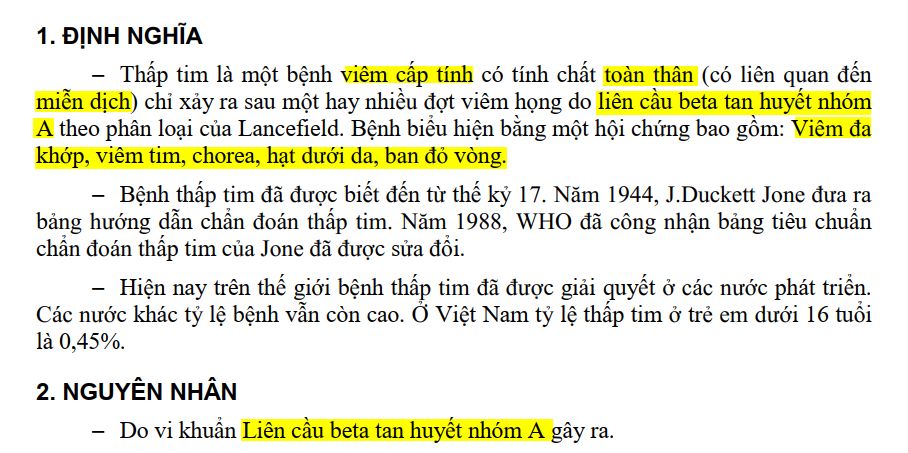 1. ĐỊNH NGHĨA
– Thấp tim là một bệnh viêm cấp tính có tính chất toàn thân (có liên quan đến
miễn dịch) chỉ xảy ra sau một hay nhiều đợt viêm họng do liên cầu beta tan huyết nhóm
A theo phân loại của Lancefield. Bệnh biểu hiện bằng một hội chứng bao gồm: Viêm đa
khớp, viêm tim, chorea, hạt dưới da, ban đỏ vòng.
– Bệnh thấp tim đã được biết đến từ thế kỷ 17. Năm 1944, J.Duckett Jone đưa ra
bảng hướng dẫn chẩn đoán thấp tim. Năm 1988, WHO đã công nhận bảng tiêu chuẩn
chẩn đoán thấp tim của Jone đã được sửa đổi.
– Hiện nay trên thế giới bệnh thấp tim đã được giải quyết ở các nước phát triển.
Các nước khác tỷ lệ bệnh vẫn còn cao. Ở Việt Nam tỷ lệ thấp tim ở trẻ em dưới 16 tuổi
là 0,45%.
2. NGUYÊN NHÂN
– Do vi khuẩn Liên cầu beta tan huyết nhóm A gây ra.